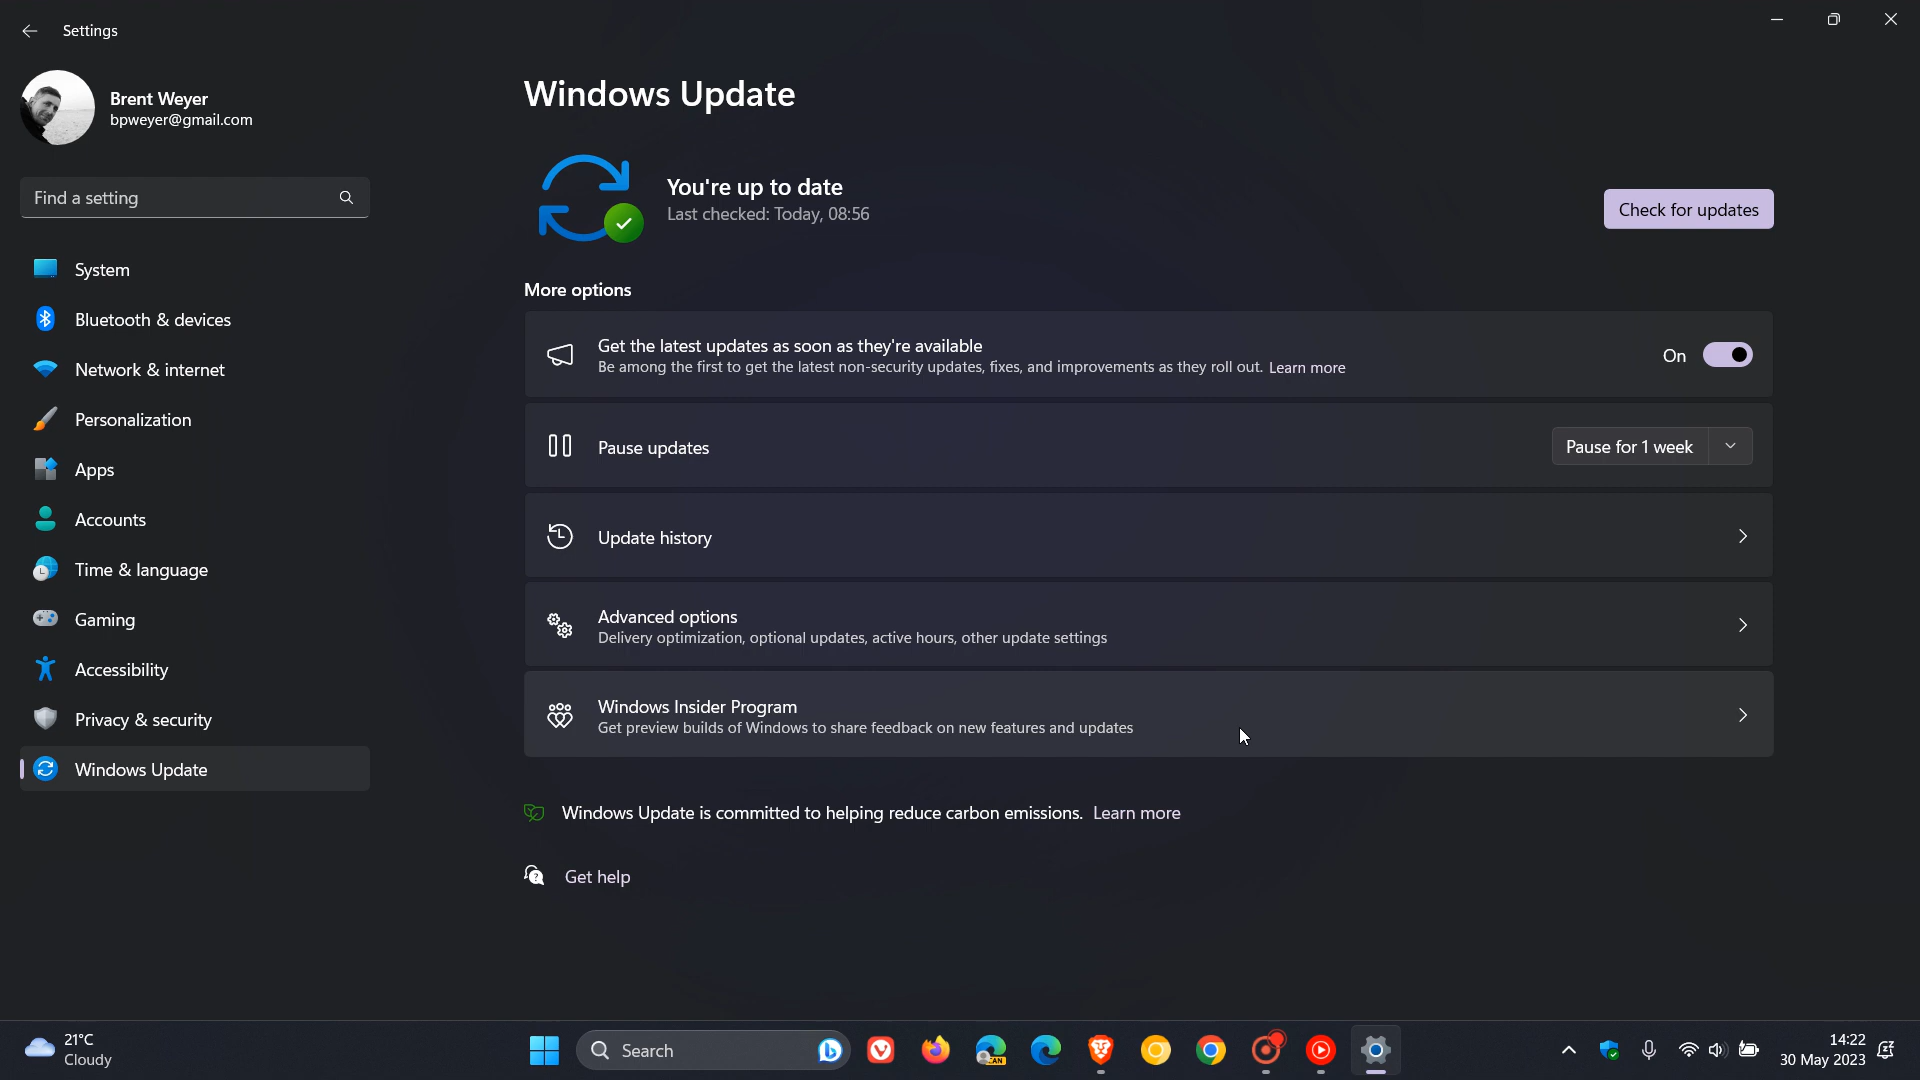 Settings
Brent Weyer
bpweyer@gmail.com
Find a setting
System
Bluetooth & devices
Network & internet
Personalization
Apps
Accounts
Time & language
Gaming
Accessibility
Privacy & security
Windows Update
Windows Update
You're up to date
Last checked: Today, 08:56
Check for updates
More options
Get the latest updates as soon as they're available
Be among the first to get the latest non-security updates, fixes, and improvements as they roll out. Learn more
On
Pause updates
Pause for 1 week
Update history
Advanced options
Delivery optimization, optional updates, active hours, other update settings
Windows Insider Program
Get preview builds of Windows to share feedback on new features and updates
Windows Update is committed to helping reduce carbon emissions. Learn more
Get help
21°C
Cloudy
Search
CAN
14:22
30 May 2023